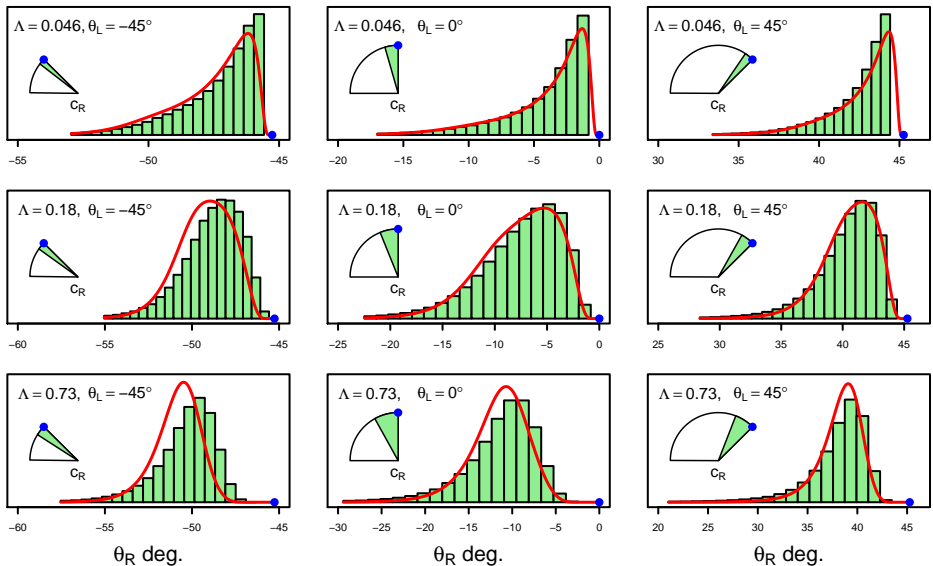 Λ = 0.046, θL = −45° Λ = 0.046, θL = 0° Λ = 0.046, θL = 45°
cR cR cR
−55 −50 −45 −20 −15 −10 −5 0 30 35 40 45
Λ = 0.18, θL = −45° Λ = 0.18, θL = 0° Λ = 0.18, θL = 45°
cR cR cR
−60 −55 −50 −45 −25 −20 −15 −10 −5 0 25 30 35 40 45
Λ = 0.73, θL = −45° Λ = 0.73, θL = 0° Λ = 0.73, θL = 45°
cR cR cR
−60 −55 −50 −45 −30 −25 −20 −15 −10 −5 0 20 25 30 35 40 45
θR deg. θR deg. θR deg.